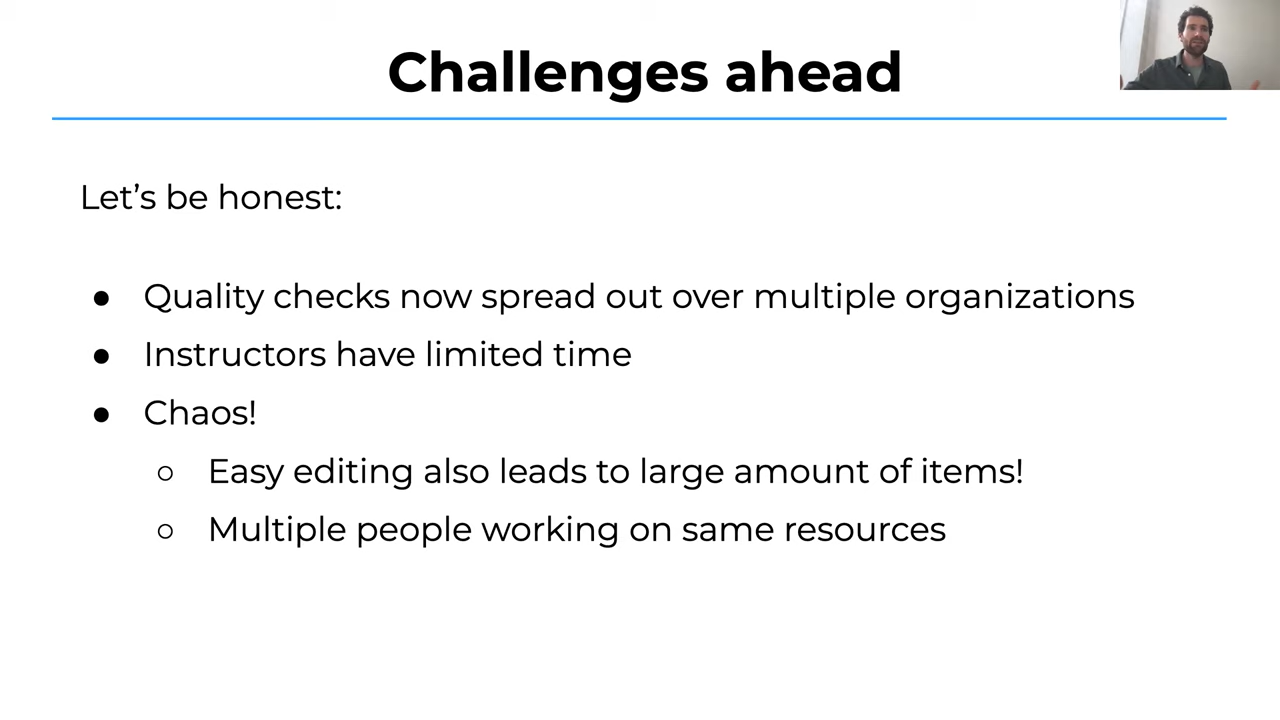 Challenges ahead
Let’s be honest:
● Quality checks now spread out over multiple organizations
● Instructors have limited time
● Chaos!
○ Easy editing also leads to large amount of items!
○ Multiple people working on same resources